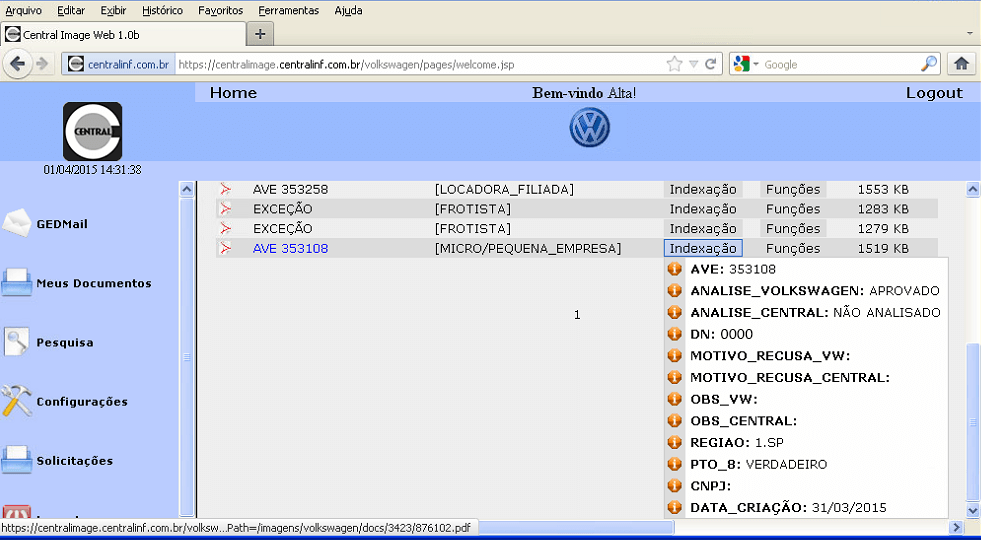 Arquivo Editar Exibir Histórico Favoritos Ferramentas Ajuda
Central Image Web 1.0b
centralinf.com.br https://centralimage.centralinf.com.br/volkswagen/pages/welcome.jsp Google
Home Bem-vindo Alta! Logout
CENTRAL
01/04/2015 14:31:38
GEDMail
Meus Documentos
Pesquisa
Configurações
Solicitações
AVE 353258 [LOCADORA_FILIADA] Indexação Funções 1553 KB
EXCEÇÃO [FROTISTA] Indexação Funções 1283 KB
EXCEÇÃO [FROTISTA] Indexação Funções 1279 KB
AVE 353108 [MICRO/PEQUENA_EMPRESA] Indexação Funções 1519 KB
AVE: 353108
ANALISE_VOLKSWAGEN: APROVADO
ANALISE_CENTRAL: NÃO ANALISADO
1
DN: 0000
MOTIVO_RECUSA_VW:
MOTIVO_RECUSA_CENTRAL:
OBS_VW:
OBS_CENTRAL:
REGIAO: 1.SP
PTO_8: VERDADEIRO
CNPJ:
DATA_CRIAÇÃO: 31/03/2015
https://centralimage.centralinf.com.br/volksw...Path=/imagens/volkswagen/docs/3423/876102.pdf